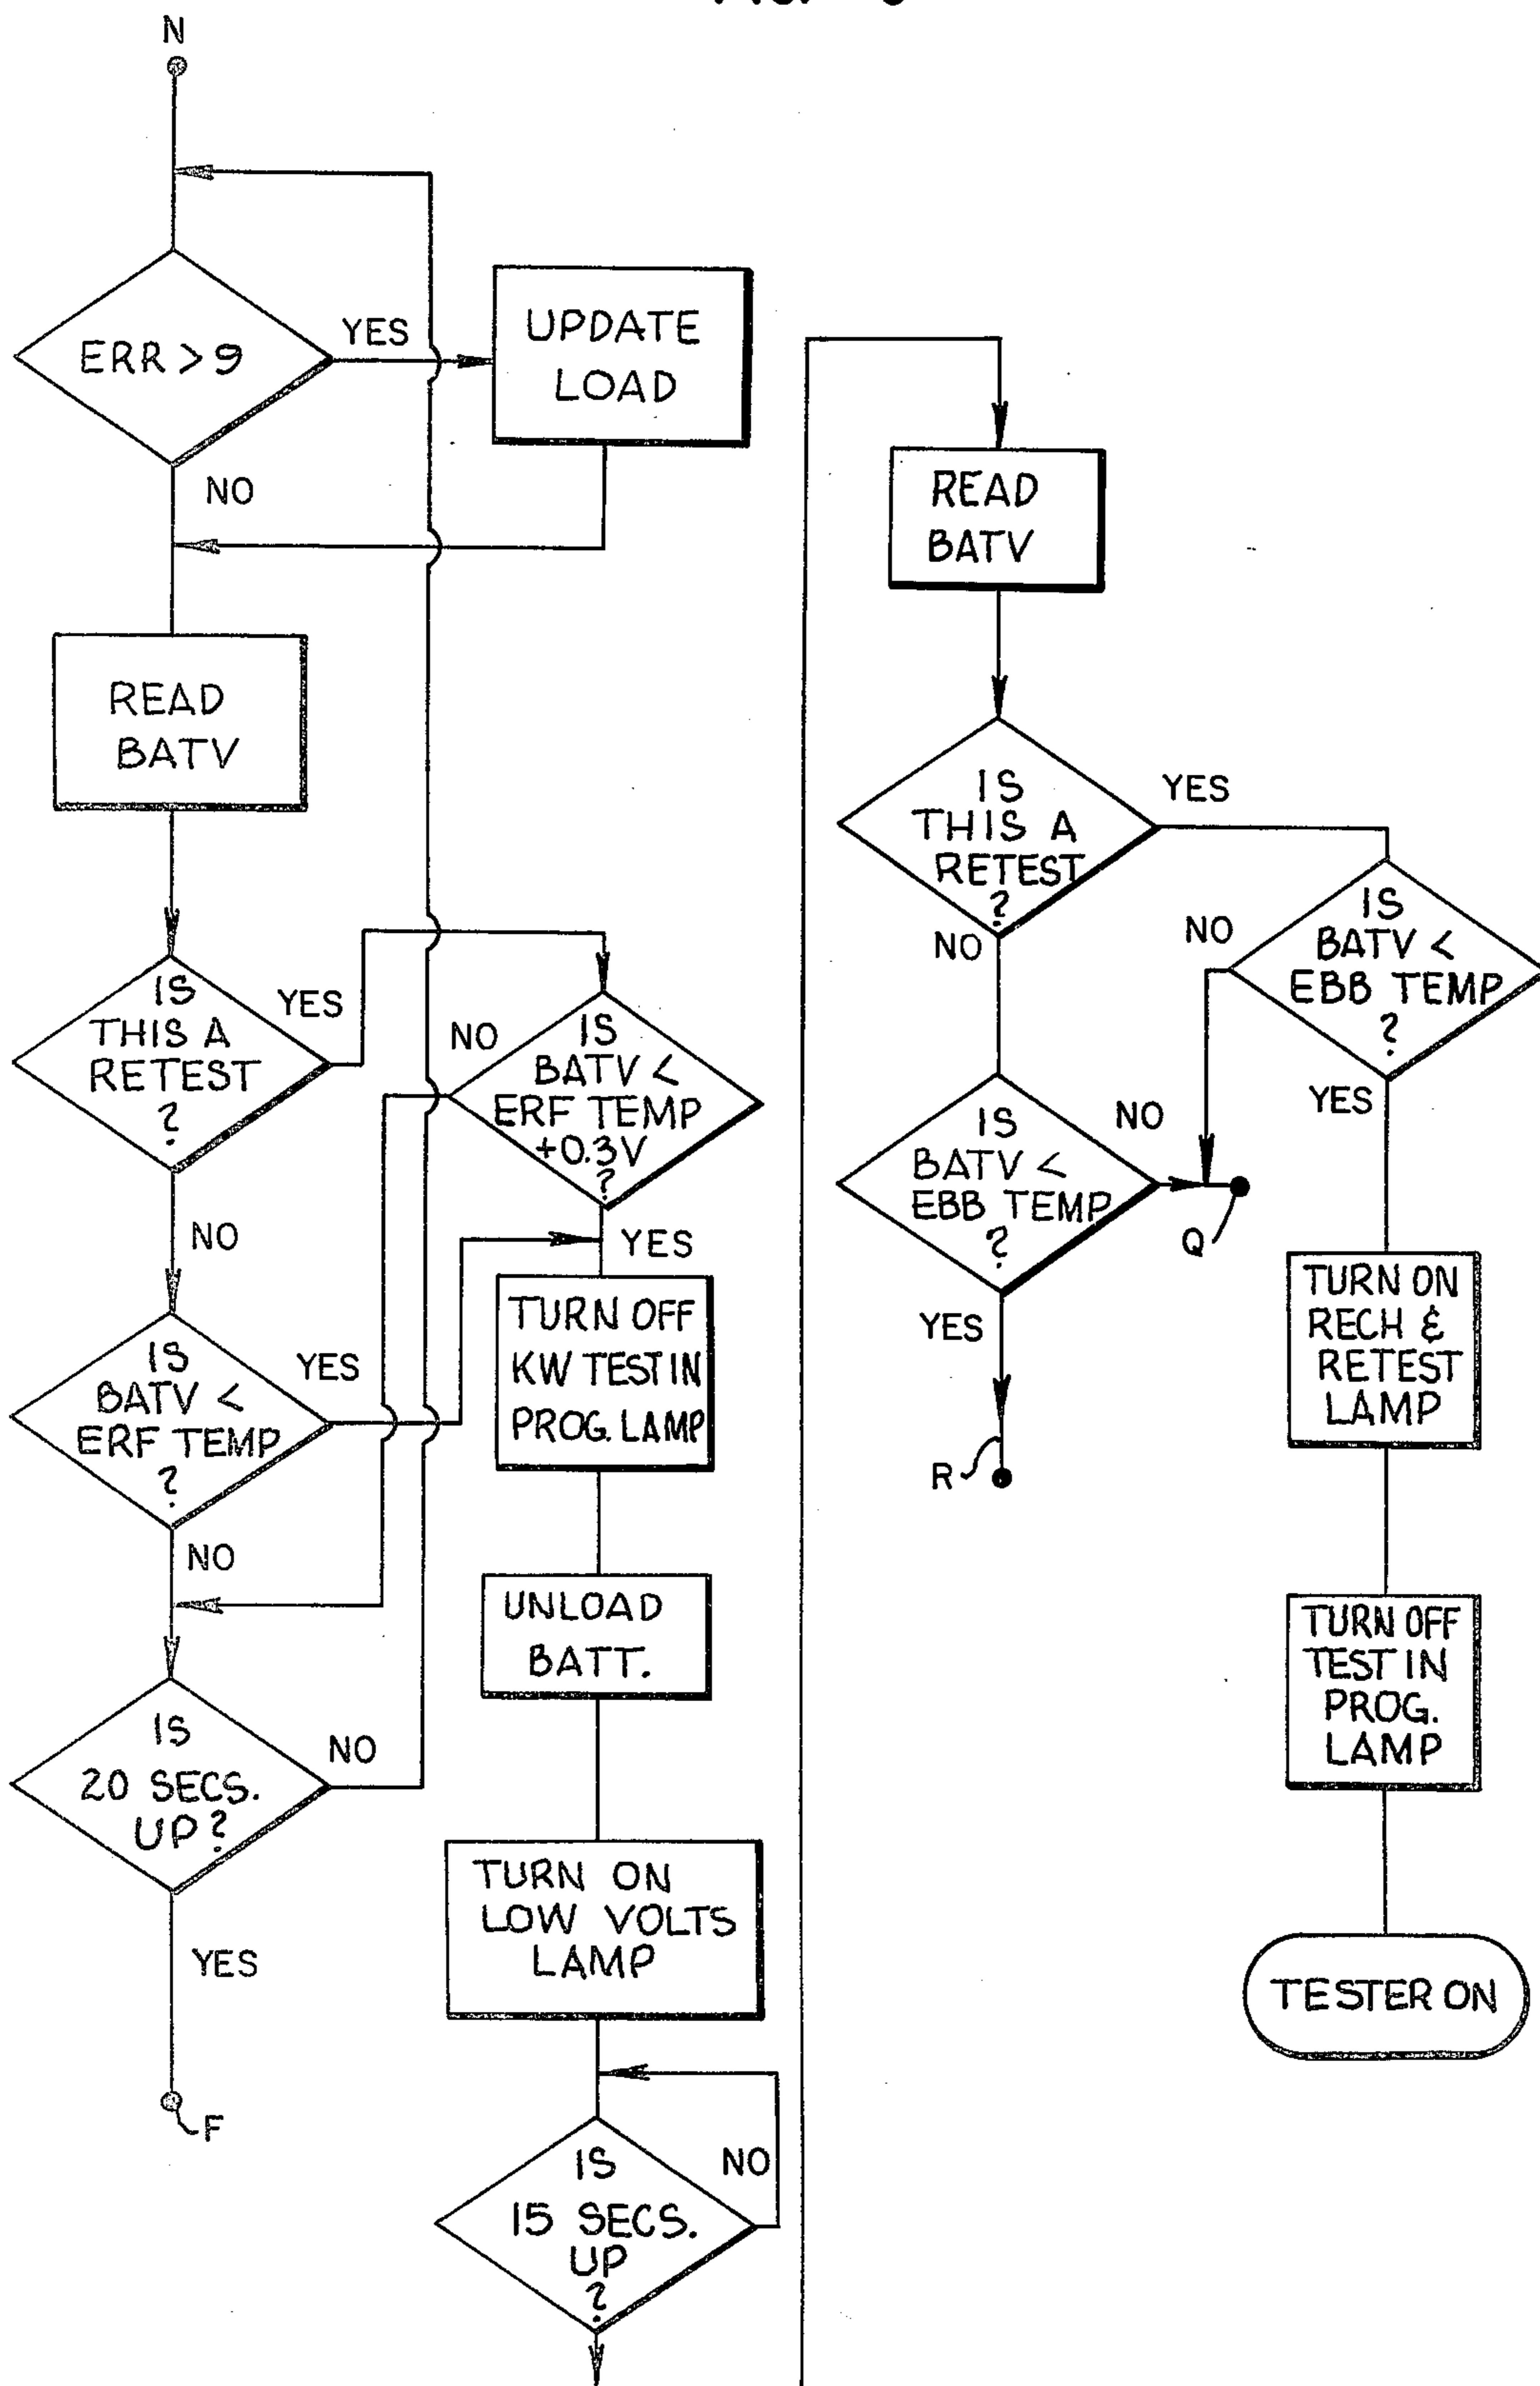 N
ERR > 9
YES
UPDATE
LOAD
NO
READ
BATV
IS
THIS A
RETEST
?
YES
NO
IS
BATV <
ERF TEMP
+0.3V
?
NO
YES
IS
BATV <
ERF TEMP
?
YES
NO
TURN OFF
KW TEST IN
PROG. LAMP
UNLOAD
BATT.
IS
20 SECS.
UP?
NO
YES
F
TURN ON
LOW VOLTS
LAMP
IS
15 SECS.
UP
?
NO
READ
BATV
IS
THIS A
RETEST
?
YES
NO
IS
BATV <
EBB TEMP
?
NO
YES
IS
BATV <
EBB TEMP
?
NO
Q
YES
R
TURN ON
RECH &
RETEST
LAMP
TURN OFF
TEST IN
PROG.
LAMP
TESTER ON